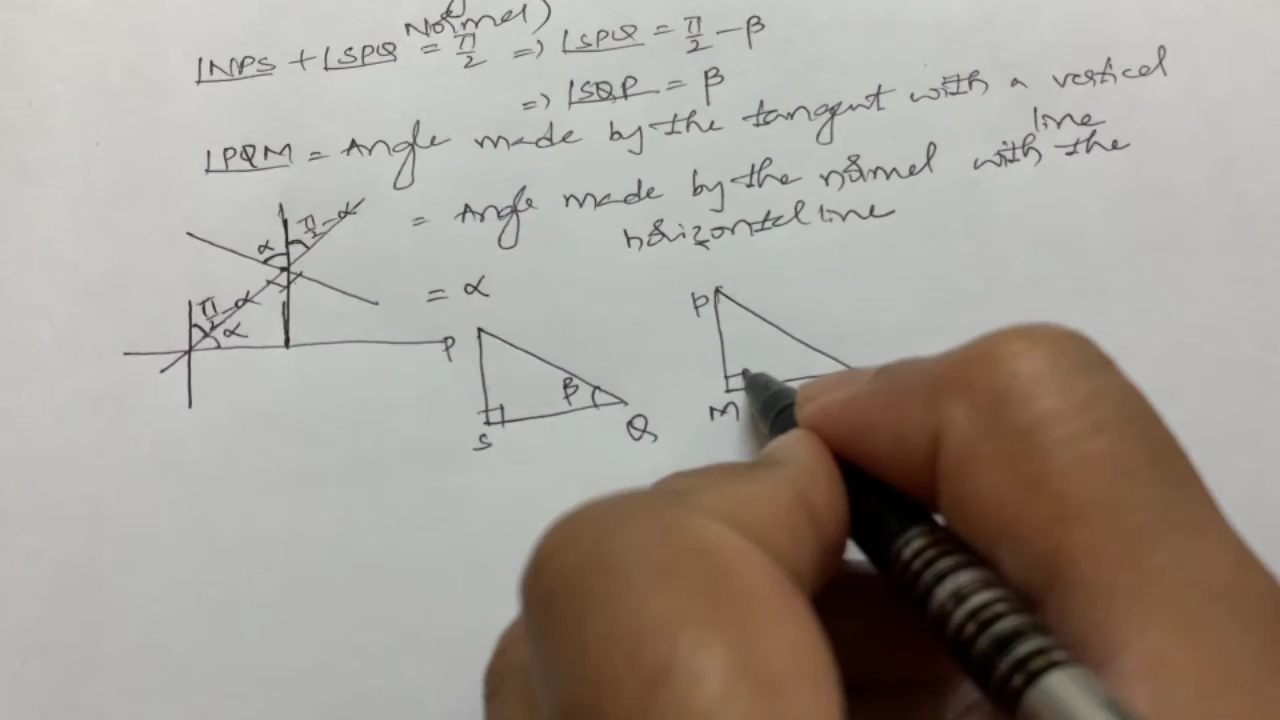 Normal)
∠NPS + ∠SPQ = π/2 => ∠SPQ = π/2 - β
=> ∠SQP = β
∠PQM = Angle made by the tangent with a vertical
line
= Angle made by the normal with the
horizontal line
= α
α π/2-α
π/2-α
α
P β S Q
P M